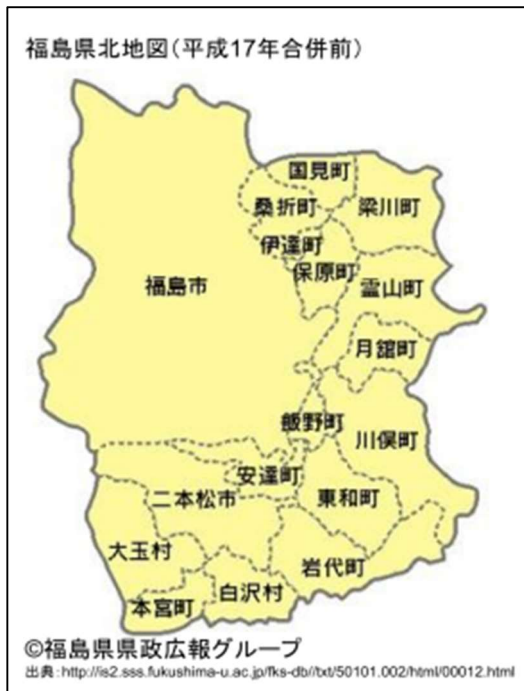 福島県北地図（平成17年合併前）
国見町
桑折町
梁川町
伊達町
保原町
福島市
霊山町
月舘町
飯野町
川俣町
安達町
二本松市
東和町
大玉村
岩代町
白沢村
本宮町
©福島県県政広報グループ
出典：http://is2.sss.fukushima-u.ac.jp/fks-db//txt/50101.002/html/00012.html